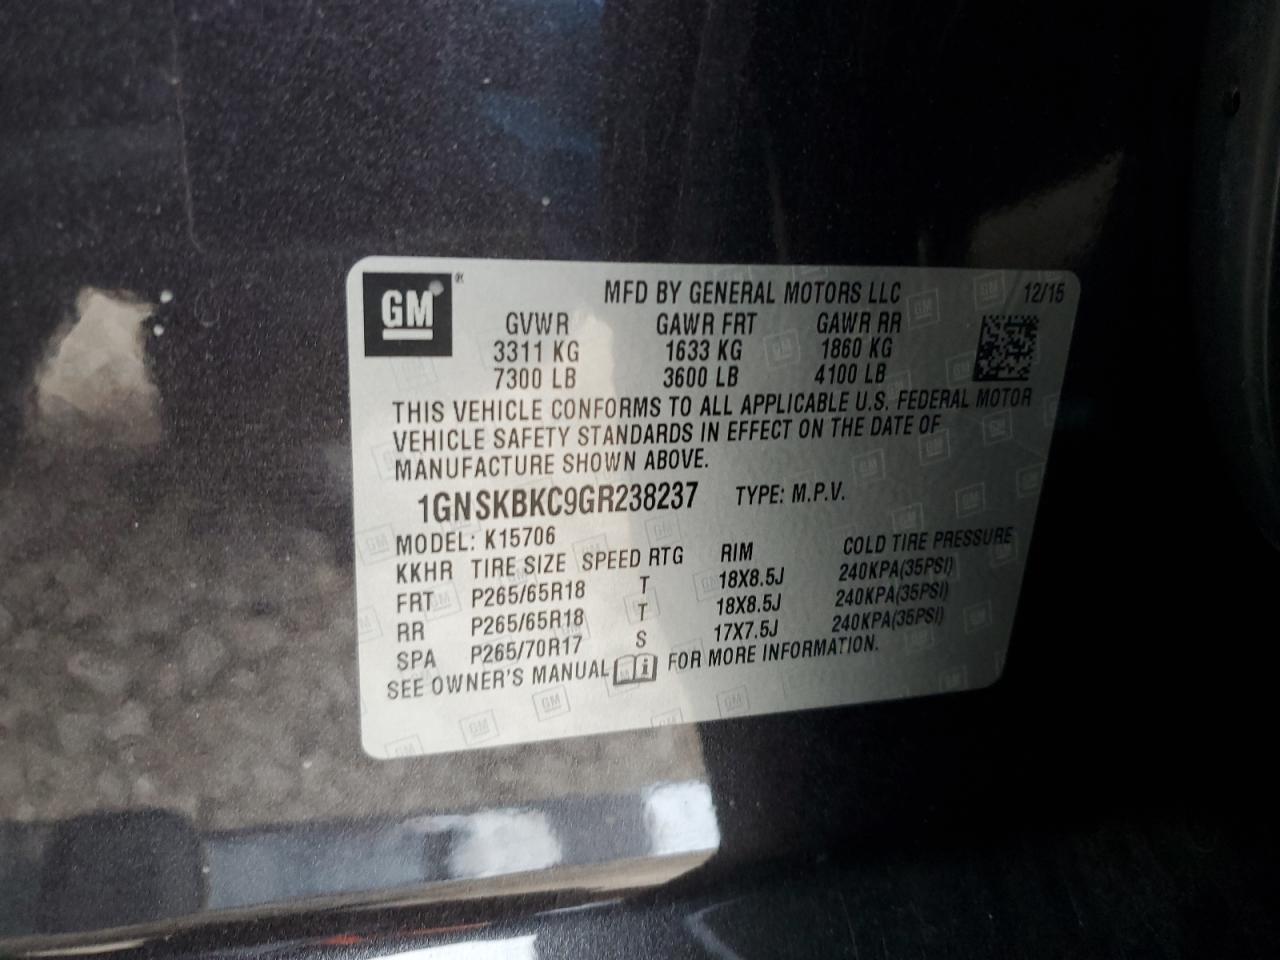 GM®
MFD BY GENERAL MOTORS LLC 12/15
GVWR GAWR FRT GAWR RR
3311 KG 1633 KG 1860 KG
7300 LB 3600 LB 4100 LB
THIS VEHICLE CONFORMS TO ALL APPLICABLE U.S. FEDERAL MOTOR
VEHICLE SAFETY STANDARDS IN EFFECT ON THE DATE OF
MANUFACTURE SHOWN ABOVE.
1GNSKBKC9GR238237 TYPE: M.P.V.
MODEL: K15706
KKHR TIRE SIZE SPEED RTG RIM COLD TIRE PRESSURE
FRT P265/65R18 T 18X8.5J 240KPA(35PSI)
RR P265/65R18 T 18X8.5J 240KPA(35PSI)
SPA P265/70R17 S 17X7.5J 240KPA(35PSI)
SEE OWNER'S MANUAL i FOR MORE INFORMATION.